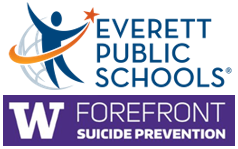 EVERETT
PUBLIC
SCHOOLS®
W FOREFRONT
SUICIDE PREVENTION